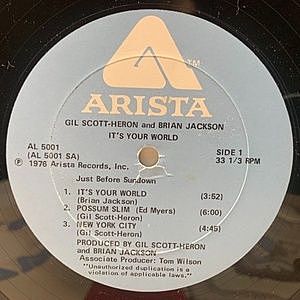 TM
ARISTA
GIL SCOTT-HERON and BRIAN JACKSON
IT'S YOUR WORLD
AL 5001
(AL 5001 SA)
SIDE 1
33 1/3 RPM
Ⓟ 1976 Arista Records, Inc.
Just Before Sundown
1. IT'S YOUR WORLD (3:52)
(Brian Jackson)
2. POSSUM SLIM (Ed Myers) (6:00)
(Gil Scott-Heron)
3. NEW YORK CITY (4:45)
(Gil Scott-Heron)
PRODUCED BY GIL SCOTT-HERON
and BRIAN JACKSON
Associate Producer: Tom Wilson
"Unauthorized duplication is a
violation of applicable laws."